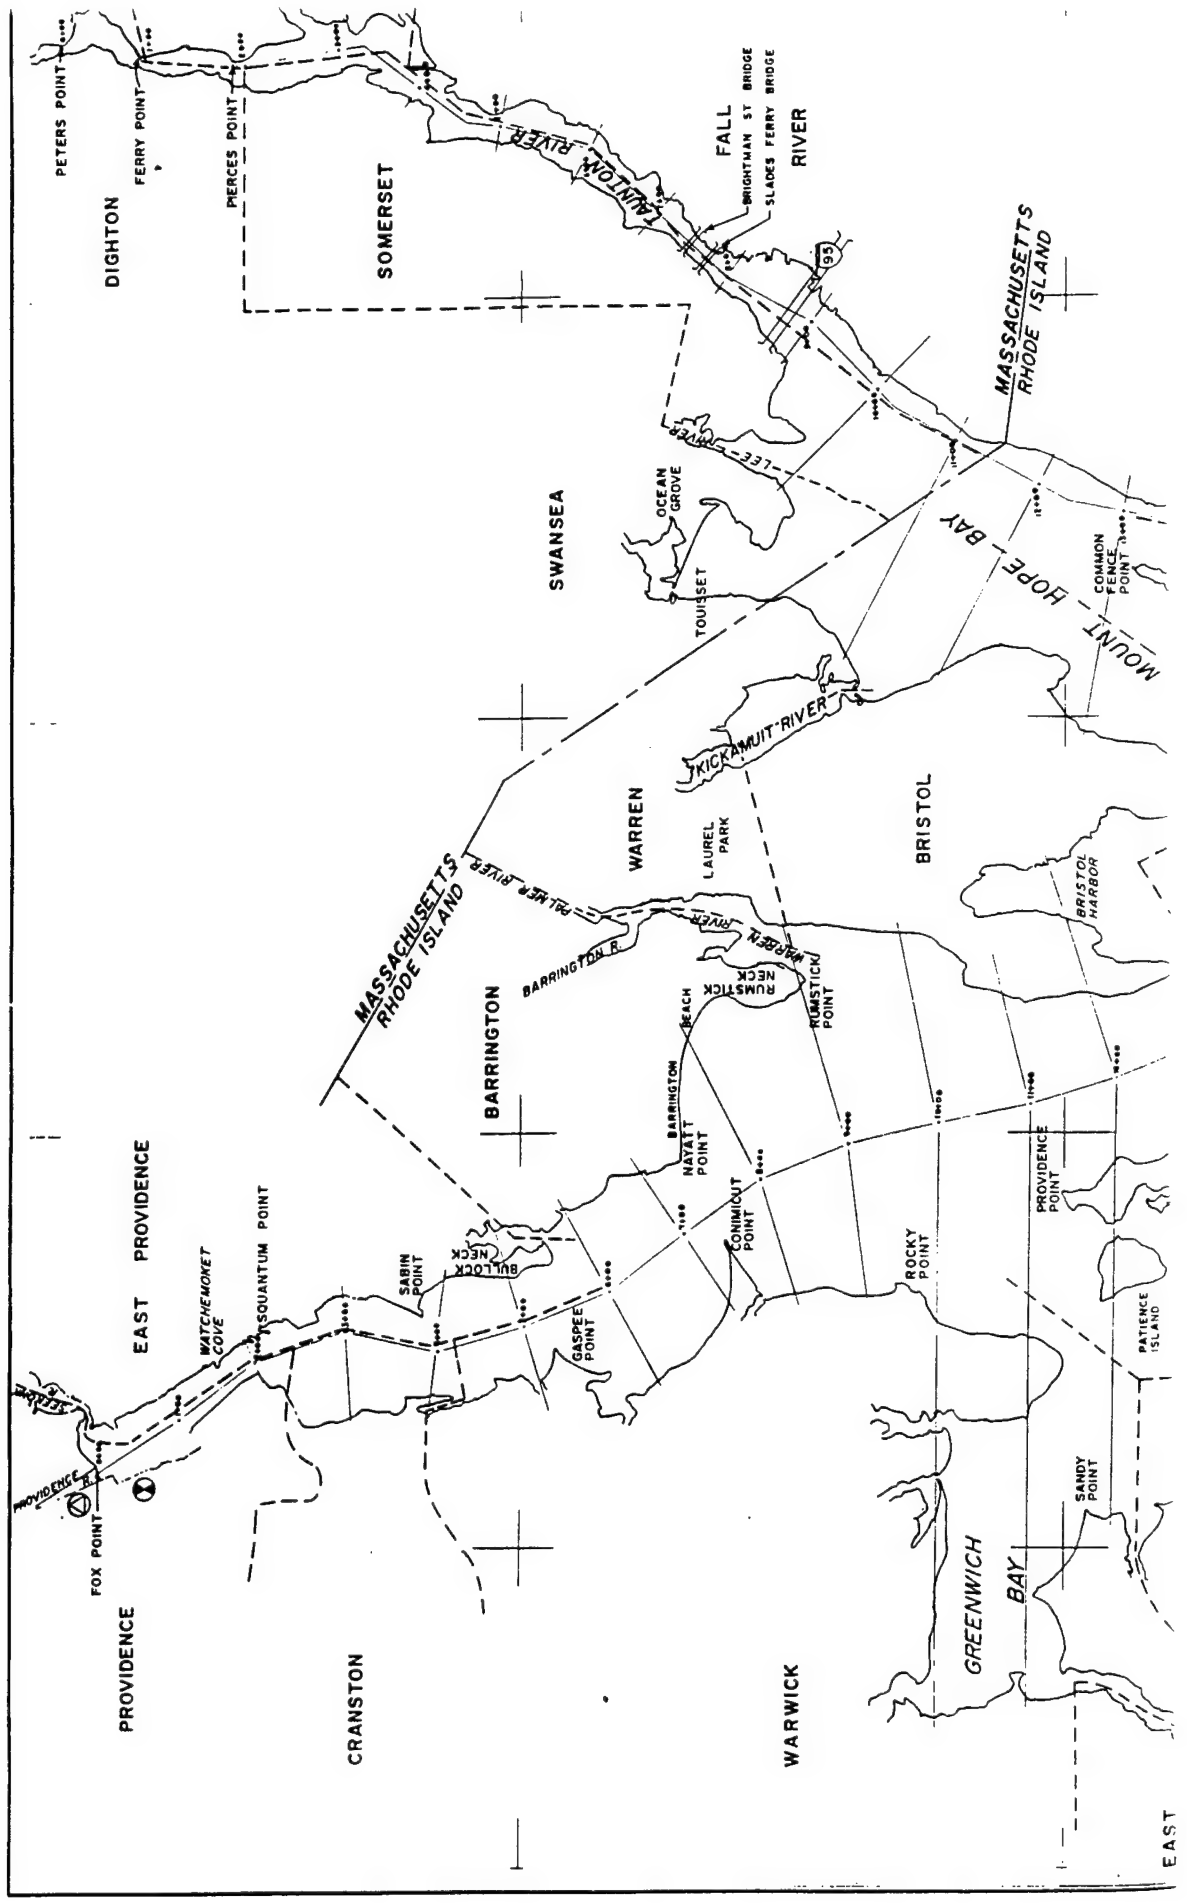 PETERS POINT
FERRY POINT
PIERCES POINT
DIGHTON
SOMERSET
TAUNTON RIVER
FALL
RIVER
BRIGHTMAN ST BRIDGE
SLADES FERRY BRIDGE
95
MASSACHUSETTS
RHODE ISLAND
LEE RIVER
OCEAN
GROVE
SWANSEA
TOUISSET
MOUNT HOPE BAY
COMMON
FENCE
POINT
KICKAMUIT RIVER
WARREN
LAUREL
PARK
BRISTOL
BRISTOL
HARBOR
MASSACHUSETTS
RHODE ISLAND
PALMER RIVER
BARRINGTON R.
WARREN RIVER
BARRINGTON
RUMSTICK
NECK
RUMSTICK
POINT
BARRINGTON BEACH
NAYATT
POINT
EAST PROVIDENCE
WATCHEMOKET
COVE
SQUANTUM POINT
SABIN
POINT
BULLOCK
NECK
GASPEE
POINT
CONIMICUT
POINT
ROCKY
POINT
PROVIDENCE
POINT
PATIENCE
ISLAND
PROVIDENCE
R.
FOX POINT
PROVIDENCE
CRANSTON
WARWICK
GREENWICH
BAY
SANDY
POINT
EAST